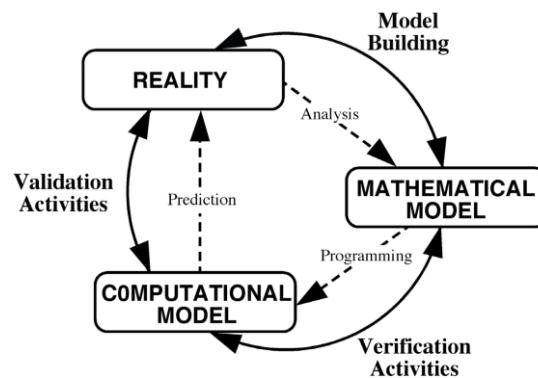 Model
Building
REALITY
Analysis
Validation
Activities
Prediction
MATHEMATICAL
MODEL
Programming
C0MPUTATIONAL
MODEL
Verification
Activities